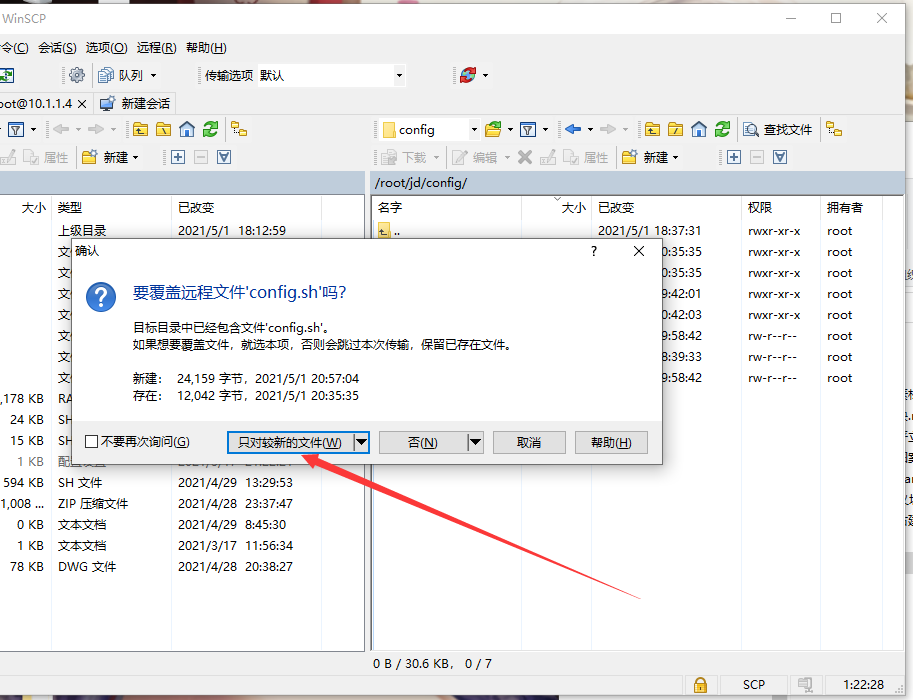 WinSCP
令(C) 会话(S) 选项(O) 远程(R) 帮助(H)
队列 传输选项 默认
oot@10.1.1.4 × 新建会话
config 查找文件
属性 新建 下载 编辑 属性 新建
/root/jd/config/
大小 类型 已改变 名字 大小 已改变 权限 拥有者
上级目录 2021/5/1 18:12:59 .. 2021/5/1 18:37:31 rwxr-xr-x root
确认 ? ×
文 0:35:35 rwxr-xr-x root
文 0:35:35 rwxr-xr-x root
要覆盖远程文件'config.sh'吗?
文 9:42:01 rwxr-xr-x root
文 0:42:03 rwxr-xr-x root
目标目录中已经包含文件'config.sh'。
文 9:58:42 rw-r--r-- root
如果想要覆盖文件，就选本项，否则会跳过本次传输，保留已存在文件。
文 8:39:33 rw-r--r-- root
文 9:58:42 rw-r--r-- root
新建： 24,159 字节，2021/5/1 20:57:04
存在： 12,042 字节，2021/5/1 20:35:35
,178 KB RA
24 KB SH
15 KB SH
不要再次询问(G) 只对较新的文件(W) 否(N) 取消 帮助(H)
1 KB
594 KB SH 文件 2021/4/29 13:29:53
1,008 ... ZIP 压缩文件 2021/4/28 23:37:47
0 KB 文本文档 2021/4/29 8:45:30
1 KB 文本文档 2021/3/17 11:56:34
78 KB DWG 文件 2021/4/28 20:38:27
0 B / 30.6 KB， 0 / 7
SCP 1:22:28